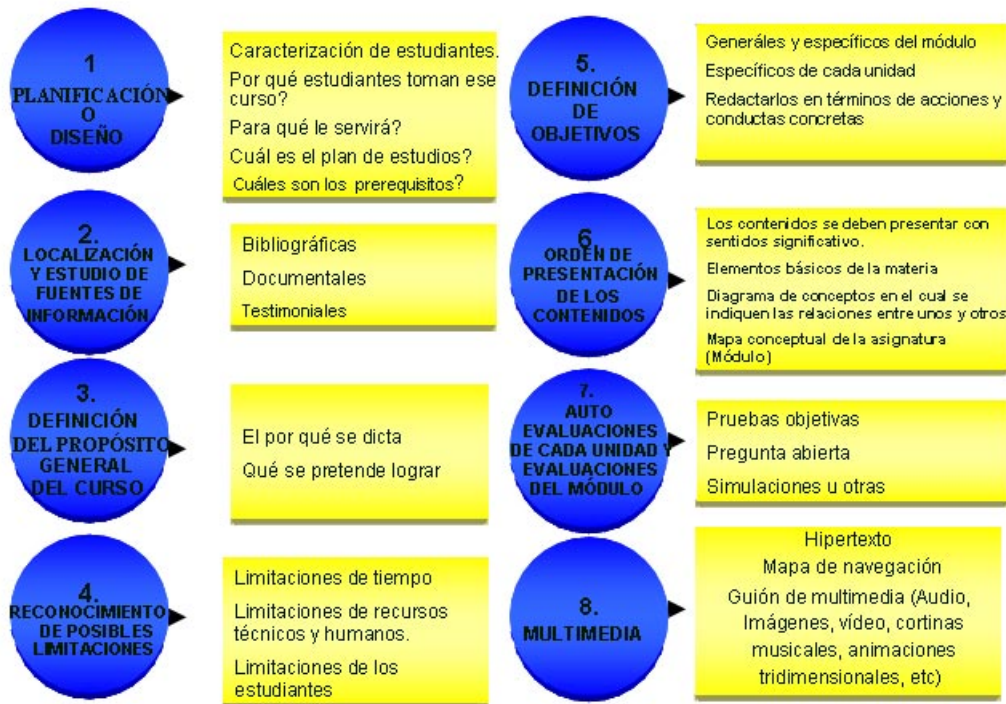 1
PLANIFICACIÓN
O
DISEÑO
Caracterización de estudiantes.
Por qué estudiantes toman ese
curso?
Para qué le servirá?
Cuál es el plan de estudios?
Cuáles son los prerequisitos?
2.
LOCALIZACIÓN
Y ESTUDIO DE
FUENTES DE
INFORMACIÓN
Bibliográficas
Documentales
Testimoniales
3.
DEFINICIÓN
DEL PROPÓSITO
GENERAL
DEL CURSO
El por qué se dicta
Qué se pretende lograr
4.
RECONOCIMIENTO
DE POSIBLES
LIMITACIONES
Limitaciones de tiempo
Limitaciones de recursos
técnicos y humanos.
Limitaciones de los
estudiantes
5.
DEFINICIÓN
DE
OBJETIVOS
Generáles y específicos del módulo
Específicos de cada unidad
Redactarlos en términos de acciones y
conductas concretas
6.
ORDEN DE
PRESENTACIÓN
DE LOS
CONTENIDOS
Los contenidos se deben presentar con
sentidos significativo.
Elementos básicos de la materia
Diagrama de conceptos en el cual se
indiquen las relaciones entre unos y otros
Mapa conceptual de la asignatura
(Módulo)
7.
AUTO
EVALUACIONES
DE CADA UNIDAD Y
EVALUACIONES
DEL MÓDULO
Pruebas objetivas
Pregunta abierta
Simulaciones u otras
8.
MULTIMEDIA
Hipertexto
Mapa de navegación
Guión de multimedia (Audio,
Imágenes, vídeo, cortinas
musicales, animaciones
tridimensionales, etc)